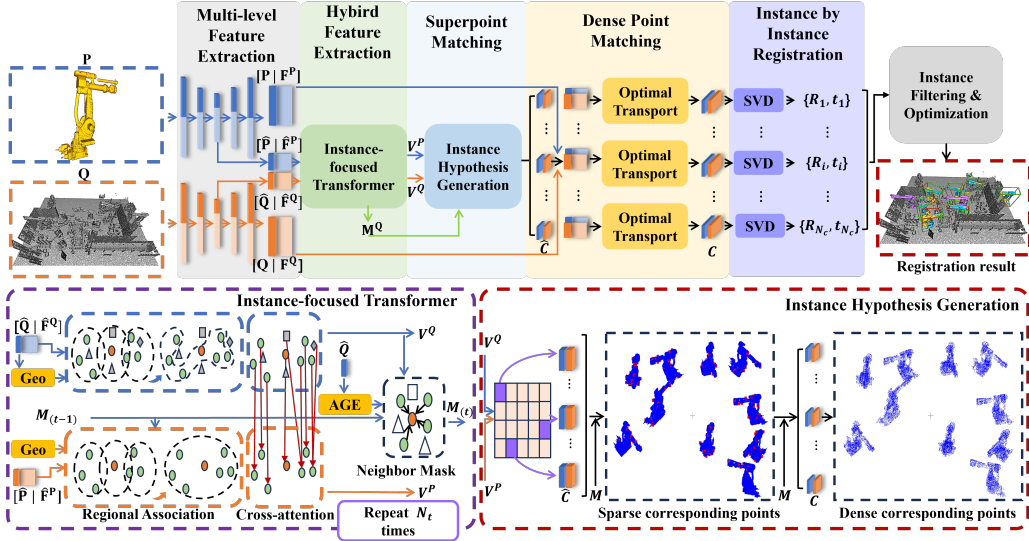 Multi-level
Feature
Extraction
Hybird
Feature
Extraction
Superpoint
Matching
Dense Point
Matching
Instance by
Instance
Registration
P
[P | F^P]
[P̂ | F̂^P]
Q
[Q̂ | F̂^Q]
[Q | F^Q]
Instance-
focused
Transformer
V^P
V^Q
M^Q
Instance
Hypothesis
Generation
Ĉ
Optimal
Transport
⋮
Optimal
Transport
⋮
Optimal
Transport
C
SVD
{R_1, t_1}
⋮
SVD
{R_i, t_i}
⋮
SVD
{R_{N_c}, t_{N_c}}
Instance
Filtering &
Optimization
Registration result
Instance-focused Transformer
[Q̂ | F̂^Q]
Geo
M_(t−1)
Geo
[P̂ | F̂^P]
Regional Association
Cross-attention
V^Q
Q̂
AGE
Neighbor Mask
M_(t)
V^P
Repeat N_t
times
Instance Hypothesis Generation
V^Q
V^P
Ĉ
M
Sparse corresponding points
M
C
Dense corresponding points